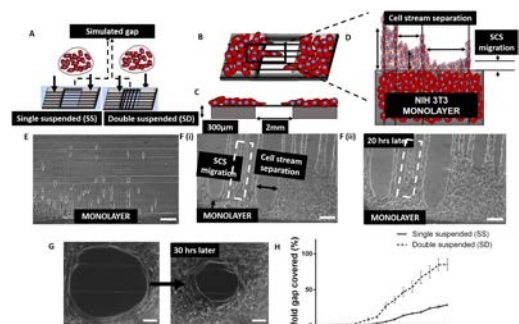 A
Simulated gap
Single suspended (SS)
Double suspended (SD)
B
C
300µm
2mm
D
Cell stream separation
SCS
migration
NIH 3T3
MONOLAYER
E
MONOLAYER
F (i)
SCS
migration
Cell stream
separation
MONOLAYER
F (ii)
20 hrs later
MONOLAYER
G
30 hrs later
H
Single suspended (SS)
Double suspended (SD)
fold gap covered (%)
100
50
0